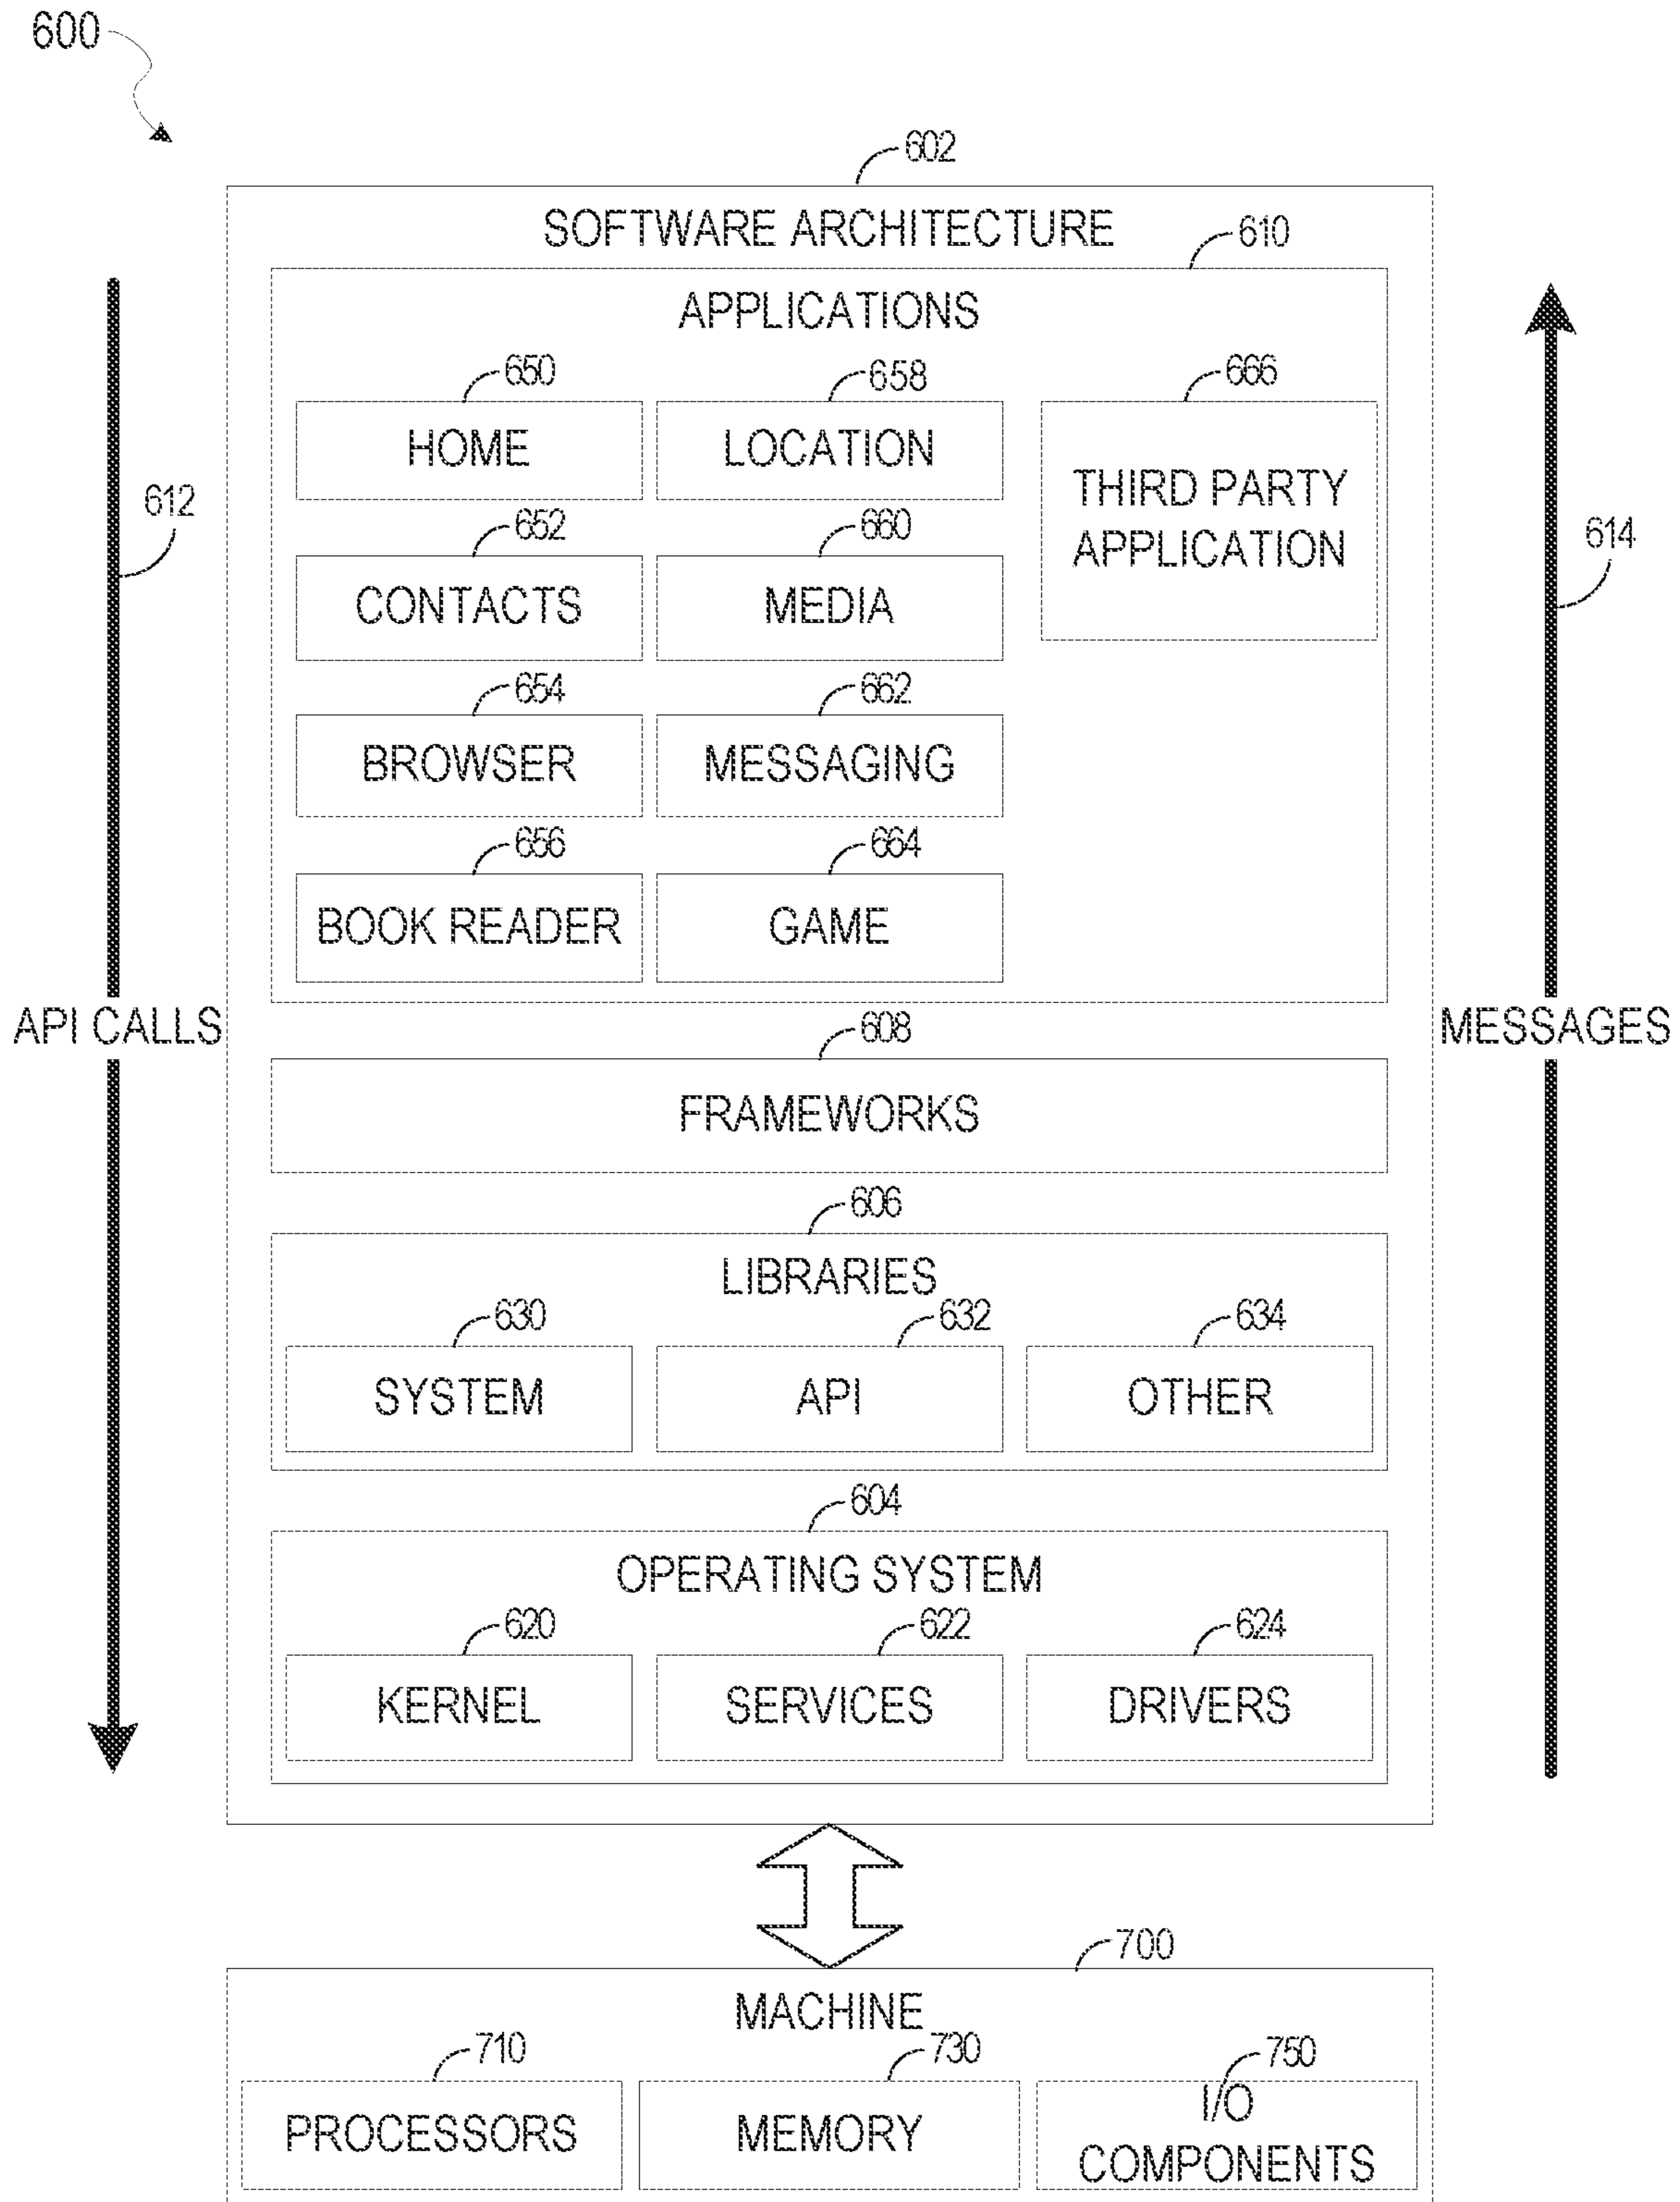 600
602
SOFTWARE ARCHITECTURE
610
APPLICATIONS
650
658
666
HOME
LOCATION
THIRD PARTY
APPLICATION
612
614
652
660
CONTACTS
MEDIA
654
662
BROWSER
MESSAGING
656
664
BOOK READER
GAME
API CALLS
MESSAGES
608
FRAMEWORKS
606
LIBRARIES
630
632
634
SYSTEM
API
OTHER
604
OPERATING SYSTEM
620
622
624
KERNEL
SERVICES
DRIVERS
700
MACHINE
710
730
750
PROCESSORS
MEMORY
I/O
COMPONENTS